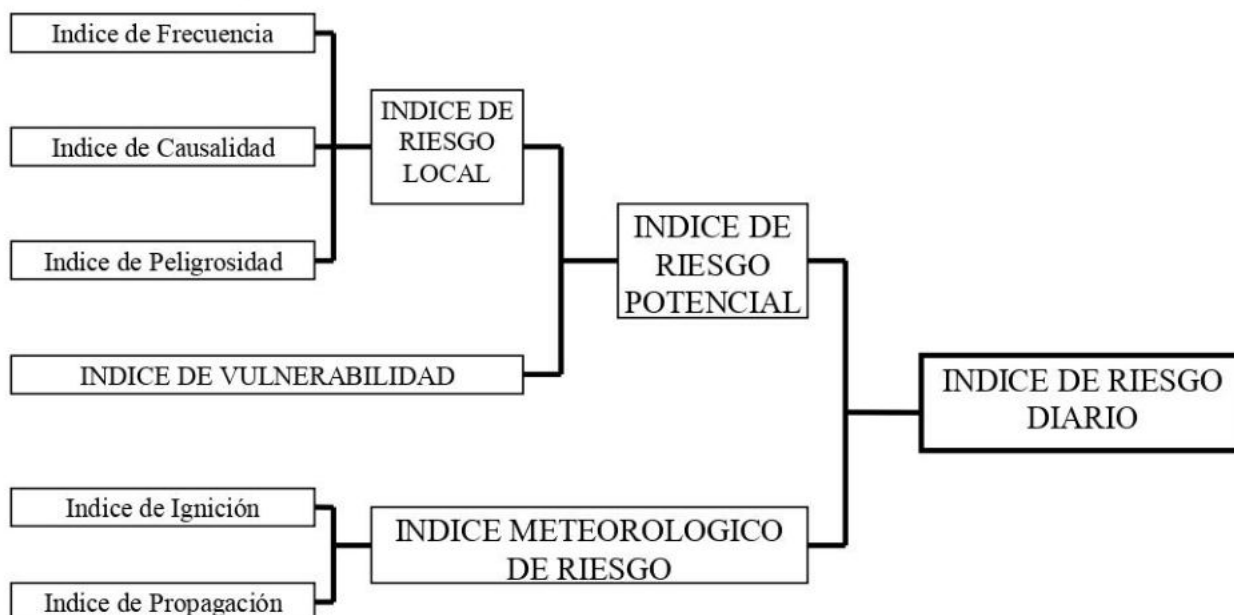 Indice de Frecuencia
Indice de Causalidad
Indice de Peligrosidad
INDICE DE
RIESGO
LOCAL
INDICE DE VULNERABILIDAD
INDICE DE
RIESGO
POTENCIAL
Indice de Ignición
Indice de Propagación
INDICE METEOROLOGICO
DE RIESGO
INDICE DE RIESGO
DIARIO